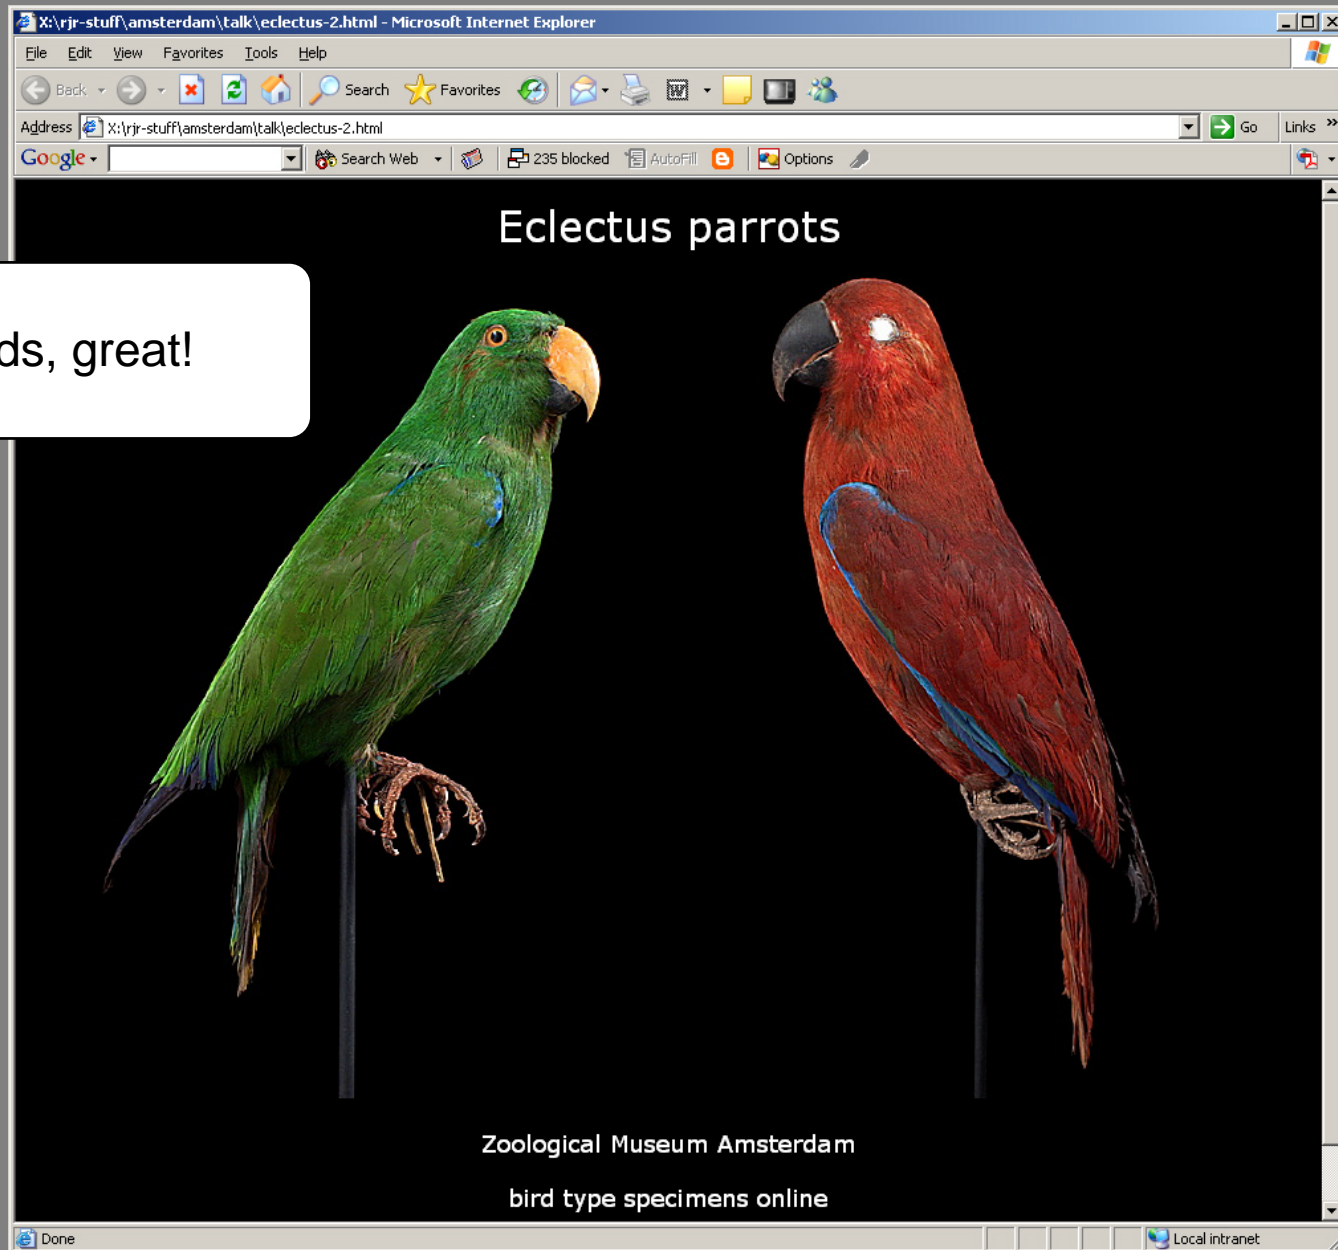 X:\rjr-stuff\amsterdam\talk\eclectus-2.html - Microsoft Internet Explorer
File Edit View Favorites Tools Help
Back Search Favorites
Address X:\rjr-stuff\amsterdam\talk\eclectus-2.html Go Links »
Google Search Web 235 blocked AutoFill Options
Eclectus parrots
ds, great!
Zoological Museum Amsterdam
bird type specimens online
Done Local intranet